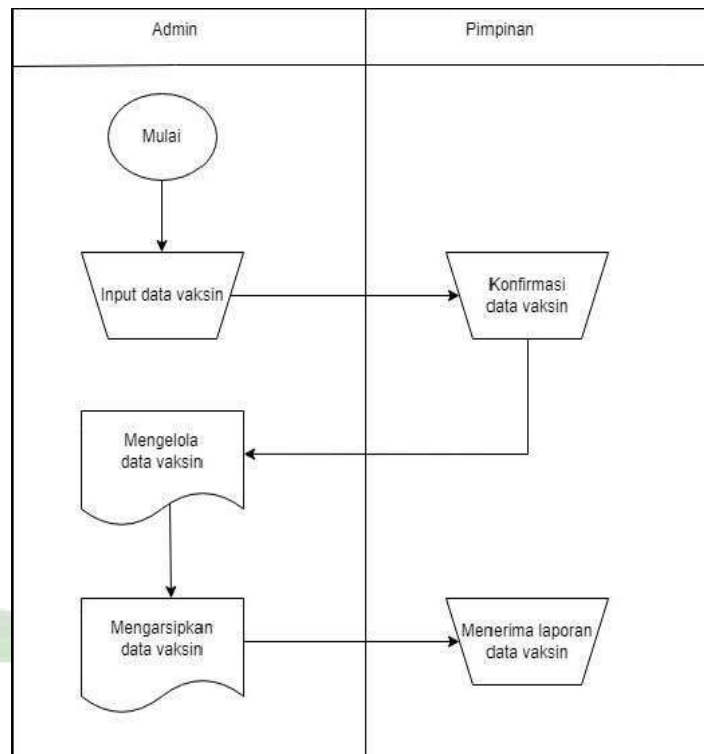 Admin
Pimpinan
Mulai
Input data vaksin
Konfirmasi
data vaksin
Mengelola
data vaksin
Mengarsipkan
data vaksin
Menerima laporan
data vaksin